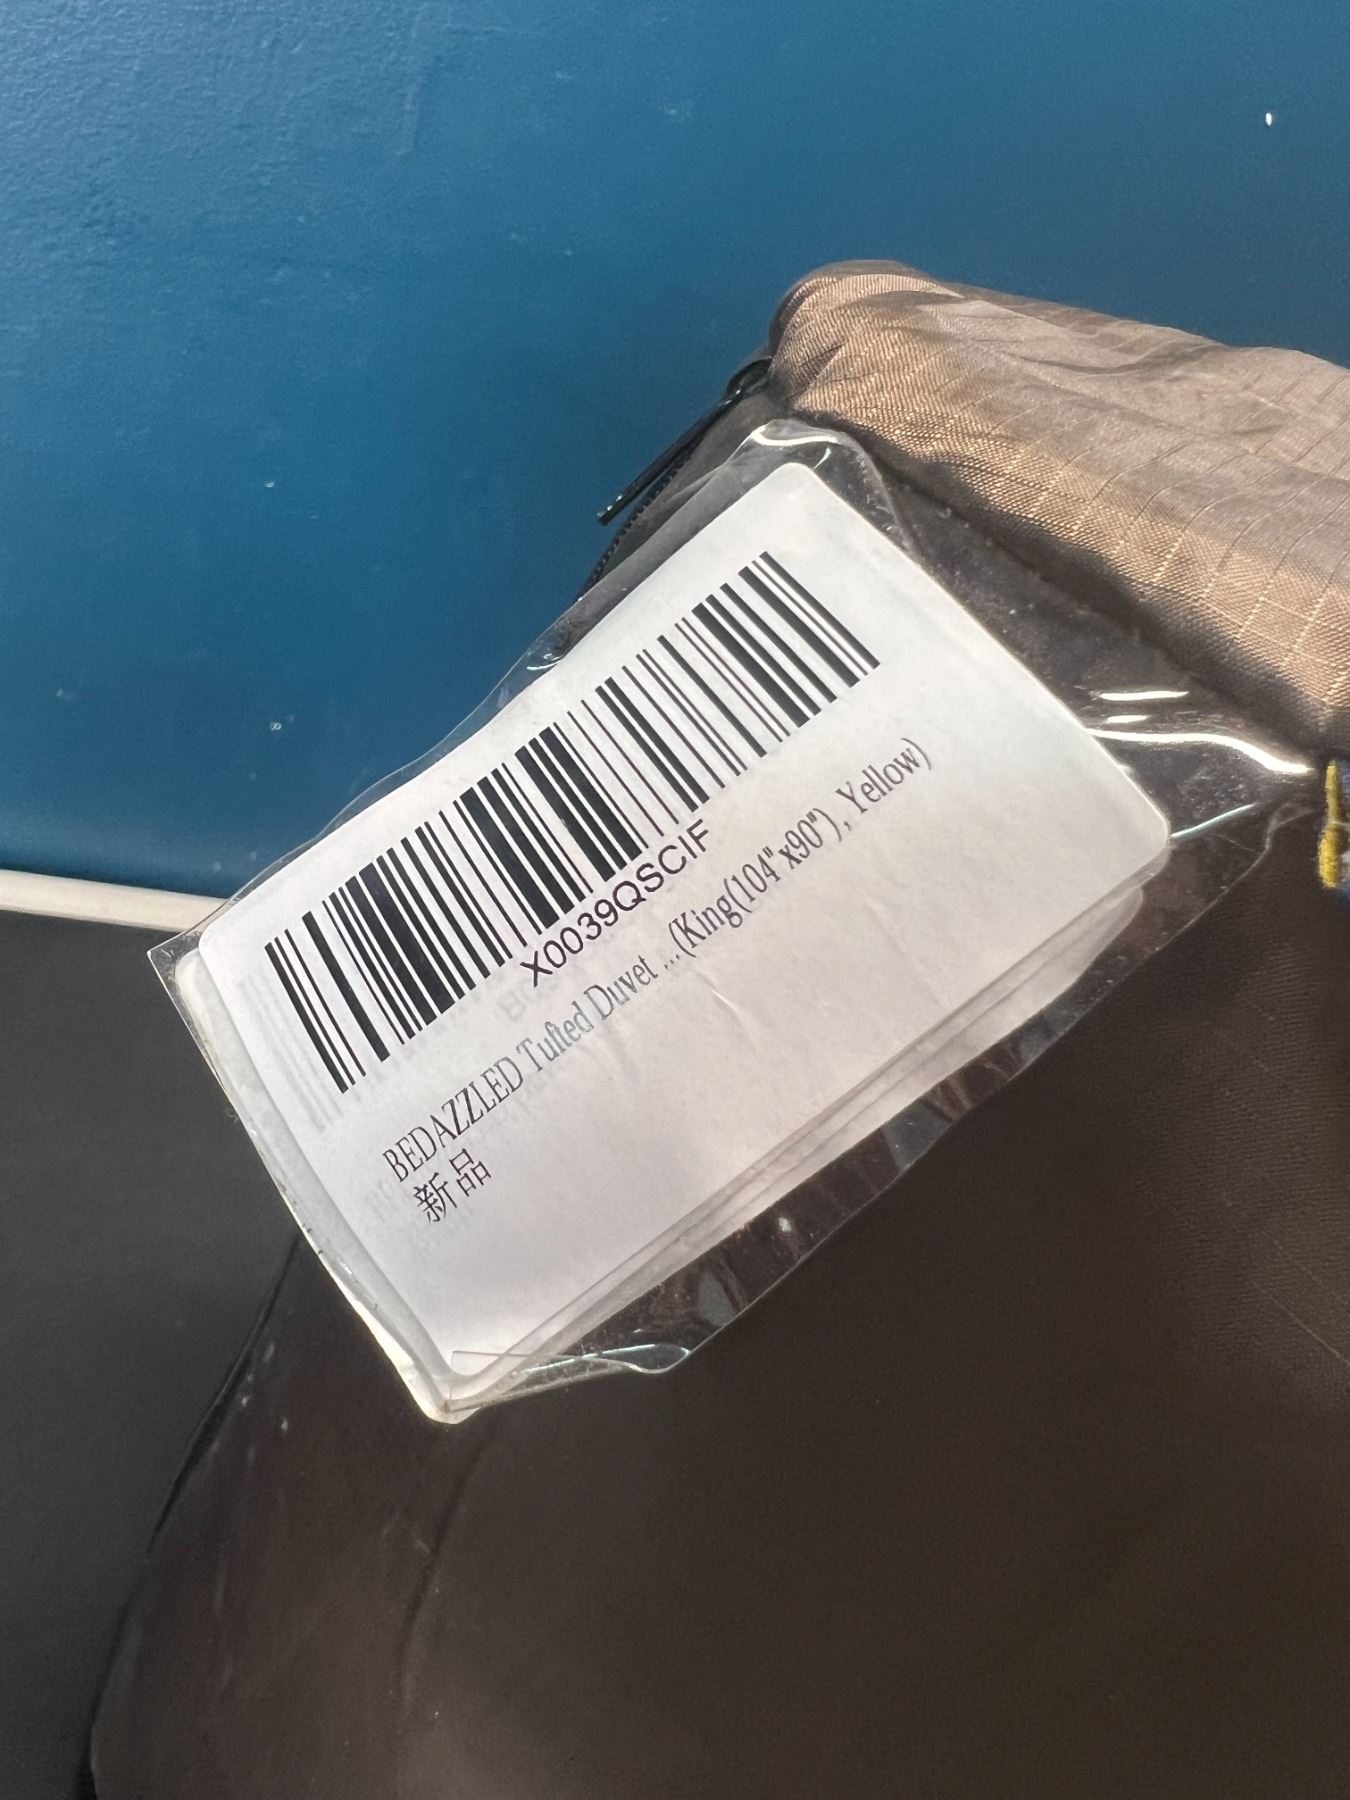 X0039QSCIF
BEDAZZLED Tufted Duvet ...(King(104"x90"), Yellow)
新品